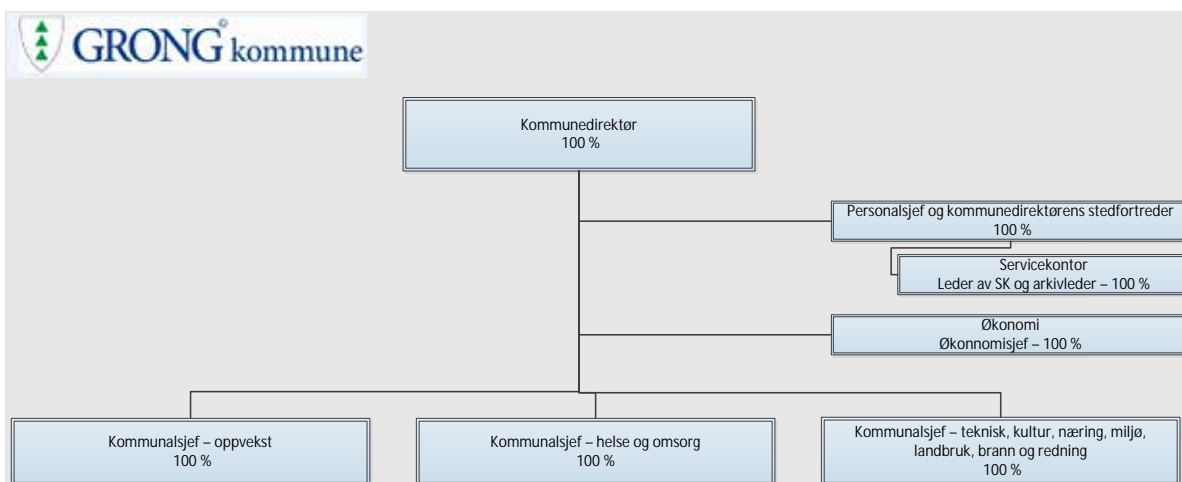 GRONG kommune
Kommunedirektør
100 %
Personalsjef og kommunedirektørens stedfortreder
100 %
Servicekontor
Leder av SK og arkivleder – 100 %
Økonomi
Økonnomisjef – 100 %
Kommunalsjef – oppvekst
100 %
Kommunalsjef – helse og omsorg
100 %
Kommunalsjef – teknisk, kultur, næring, miljø,
landbruk, brann og redning
100 %